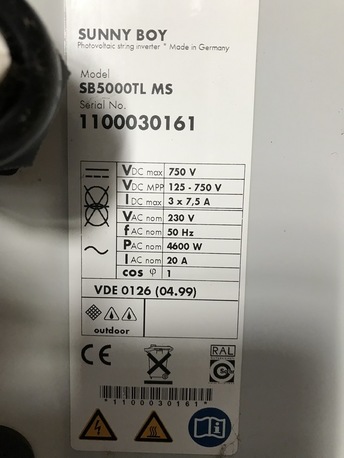 SUNNY BOY
Photovoltaic string inverter * Made in Germany
Model
SB5000TL MS
Serial No.
1100030161
VDC max 750 V
VDC MPP 125 - 750 V
IDC max 3 x 7,5 A
VAC nom 230 V
fAC nom 50 Hz
PAC nom 4600 W
IAC nom 20 A
cos φ 1
VDE 0126 (04.99)
outdoor
CE
RAL
*1100030161*